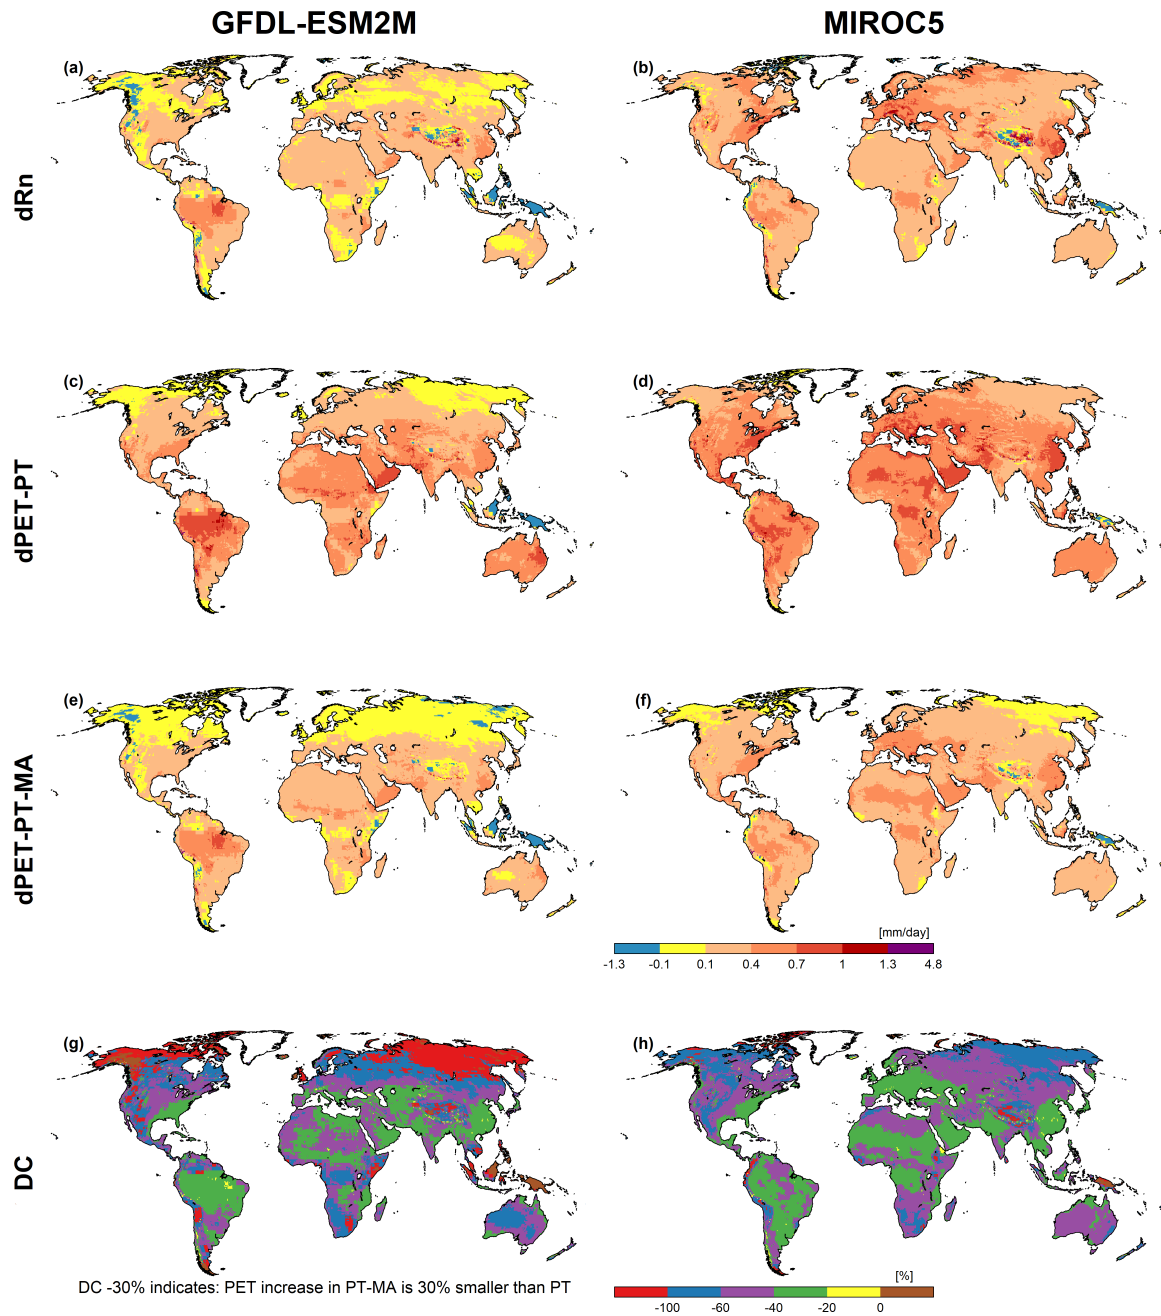 GFDL-ESM2M
MIROC5
(a)
(b)
dRn
(c)
(d)
dPET-PT
(e)
(f)
dPET-PT-MA
[mm/day]
-1.3 -0.1 0.1 0.4 0.7 1 1.3 4.8
(g)
(h)
DC
DC -30% indicates: PET increase in PT-MA is 30% smaller than PT
[%]
-100 -80 -60 -40 -20 0